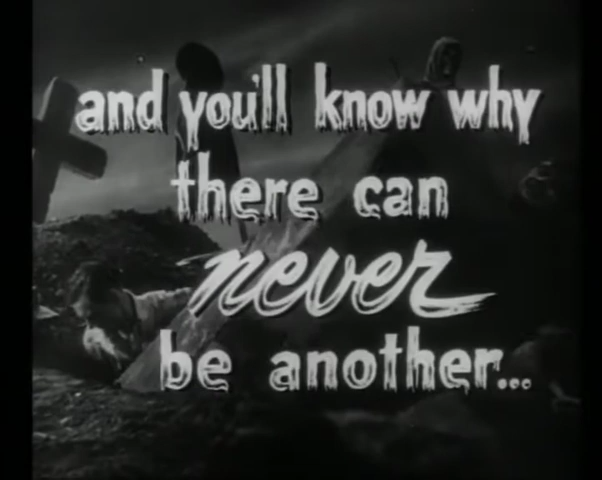 and you'll know why
there can
never
be another...